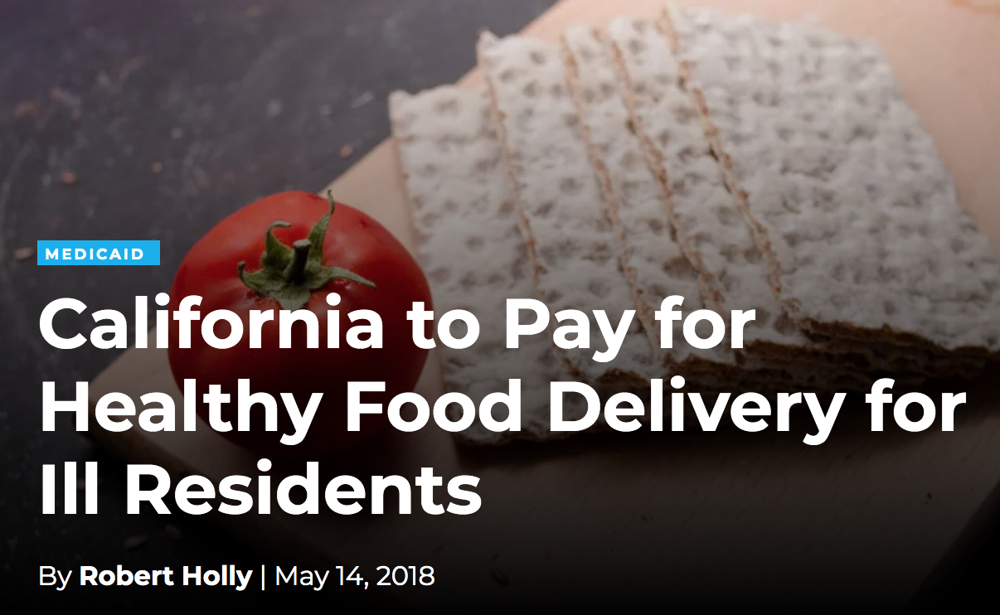 MEDICAID
California to Pay for
Healthy Food Delivery for
Ill Residents
By Robert Holly | May 14, 2018